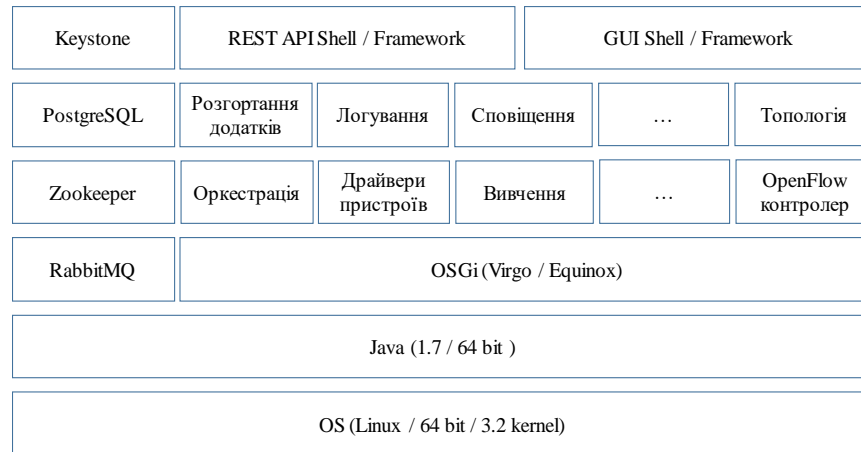 Keystone
REST API Shell / Framework
GUI Shell / Framework
PostgreSQL
Розгортання
додатків
Логування
Сповіщення
…
Топологія
Zookeeper
Оркестрація
Драйвери
пристроїв
Вивчення
…
OpenFlow
контролер
RabbitMQ
OSGi (Virgo / Equinox)
Java (1.7 / 64 bit )
OS (Linux / 64 bit / 3.2 kernel)